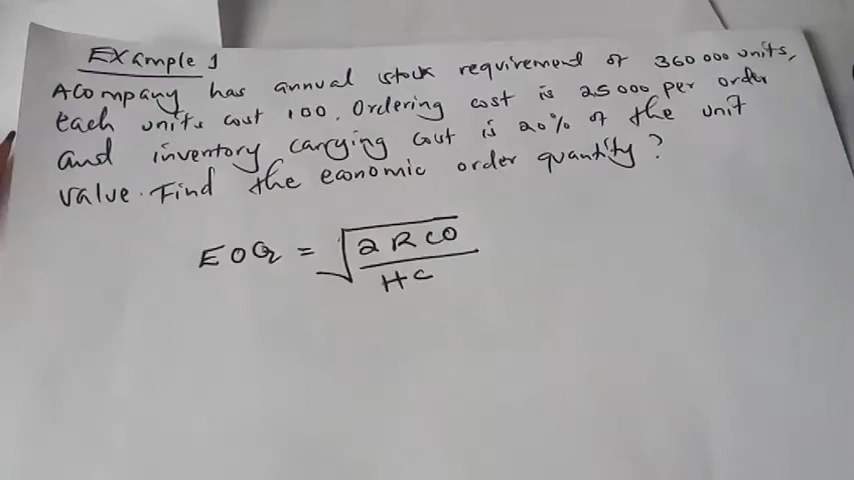 Example 1
A Company has annual stock requirement of 360 000 units,
each units cost 100. Ordering cost is 25 000 per order
and inventory carrying cost is 20% of the unit
value. Find the economic order quantity?
EOQ = √ 2RCO
HC